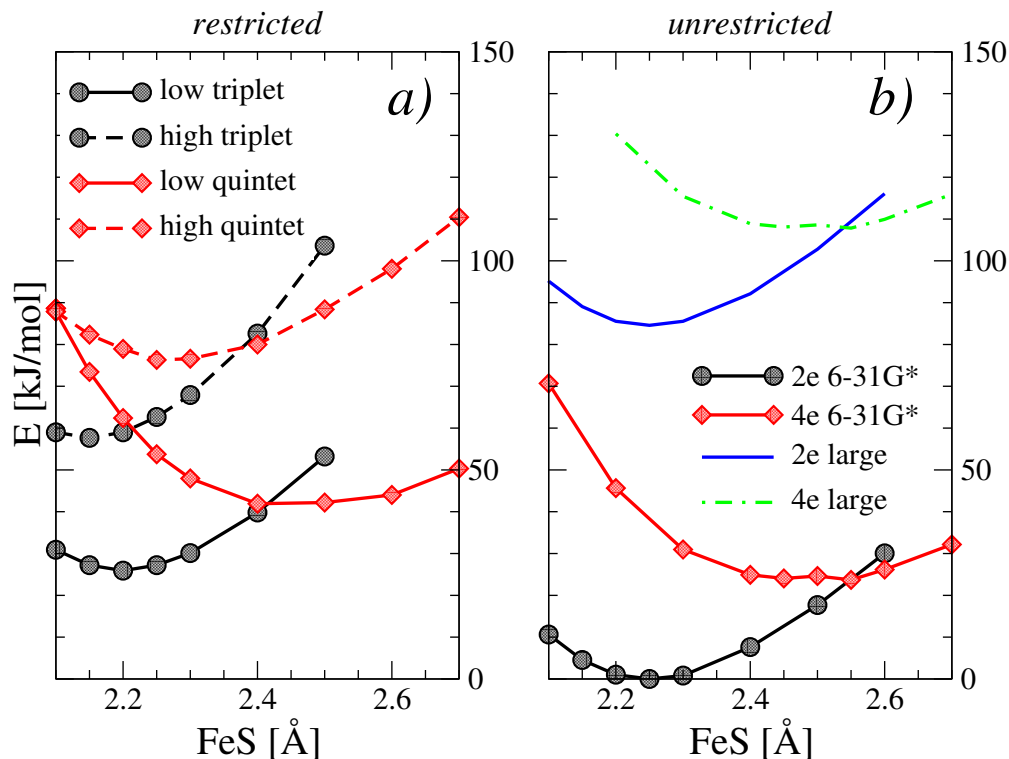 restricted
unrestricted
a)
b)
low triplet
high triplet
low quintet
high quintet
2e 6-31G*
4e 6-31G*
2e large
4e large
E [kJ/mol]
150
100
50
0
150
100
50
0
2.2
2.4
2.6
2.2
2.4
2.6
FeS [Å]
FeS [Å]